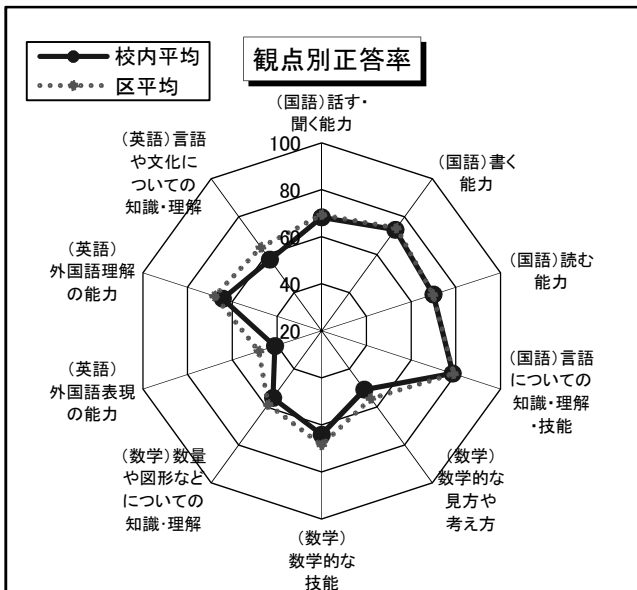 校内平均
区平均
観点別正答率
(国語)話す・
聞く能力
(国語)書く
能力
(国語)読む
能力
(国語)言語
についての
知識・理解
・技能
(数学)
数学的な
見方や
考え方
(数学)
数学的な
技能
(数学)数量
や図形など
についての
知識・理解
(英語)
外国語表現
の能力
(英語)
外国語理解
の能力
(英語)言語
や文化に
ついての
知識・理解
100
80
60
40
20